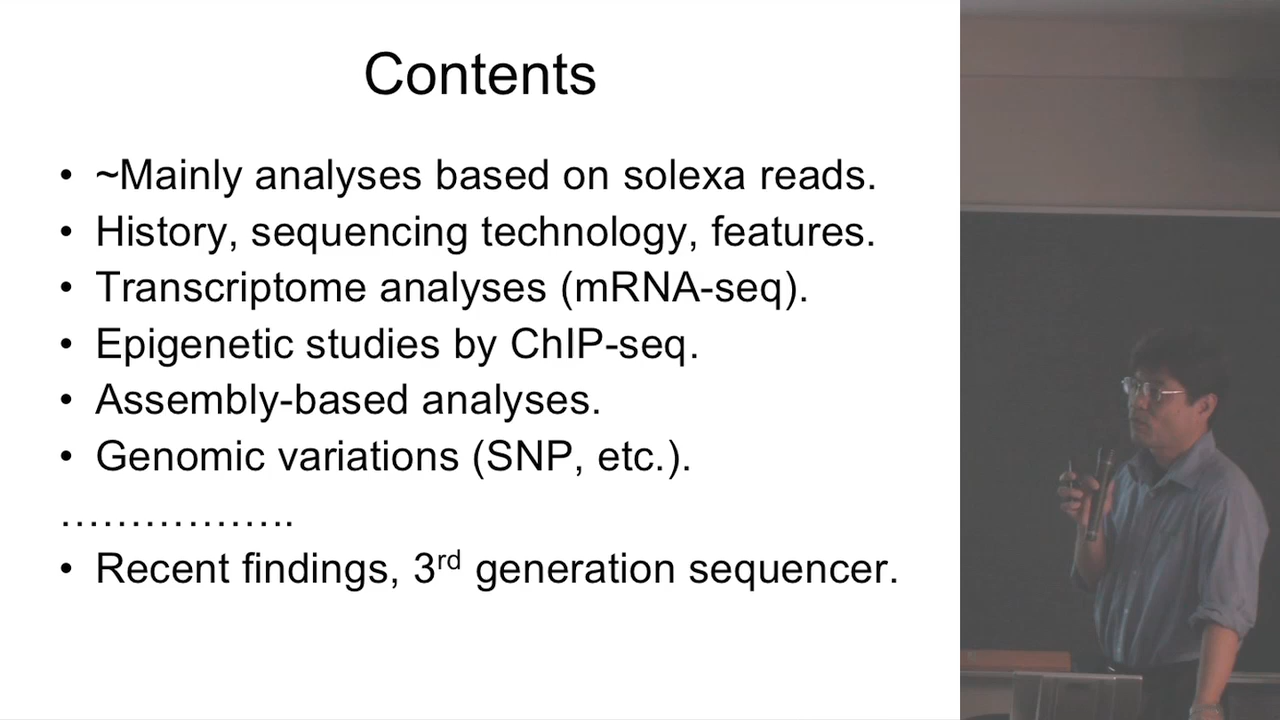 Contents
• ~Mainly analyses based on solexa reads.
• History, sequencing technology, features.
• Transcriptome analyses (mRNA-seq).
• Epigenetic studies by ChIP-seq.
• Assembly-based analyses.
• Genomic variations (SNP, etc.).
……………..
• Recent findings, 3rd generation sequencer.